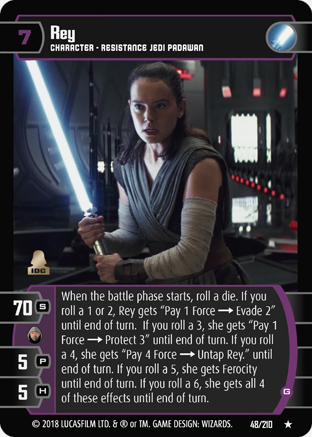 7 Rey
CHARACTER • RESISTANCE JEDI PADAWAN
IDC
70 S
5 P
5 H
When the battle phase starts, roll a die. If you
roll a 1 or 2, Rey gets “Pay 1 Force → Evade 2”
until end of turn.  If you roll a 3, she gets “Pay 1
Force → Protect 3” until end of turn. If you roll
a 4, she gets “Pay 4 Force → Untap Rey.” until
end of turn. If you roll a 5, she gets Ferocity
until end of turn. If you roll a 6, she gets all 4
of these effects until end of turn.
G
© 2018 LUCASFILM LTD. & ® or TM. GAME DESIGN: WIZARDS. 48/210 ★